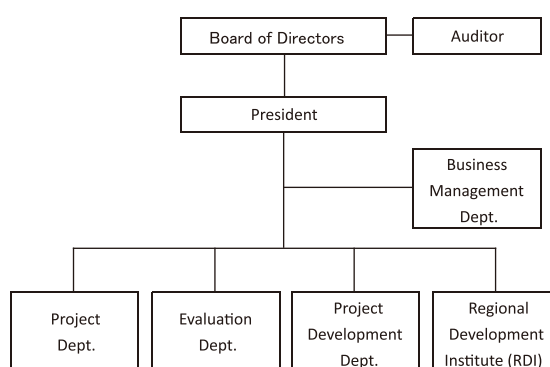 Board of Directors
Auditor
President
Business
Management
Dept.
Project
Dept.
Evaluation
Dept.
Project
Development
Dept.
Regional
Development
Institute (RDI)